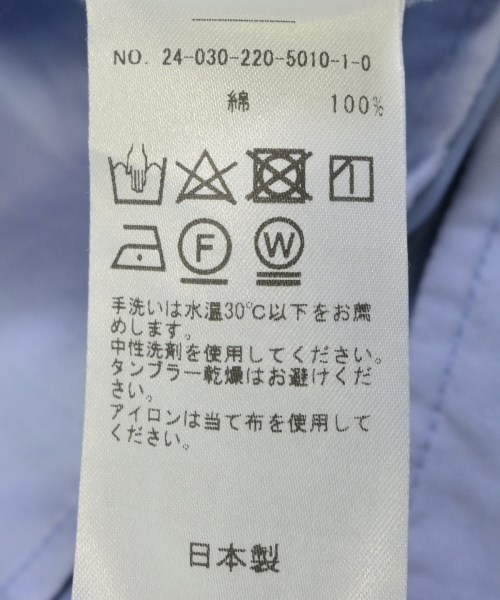 NO. 24-030-220-5010-1-0
綿 100%
F W
手洗いは水温30℃以下をお薦
めします。
中性洗剤を使用してください。
タンブラー乾燥はお避けくだ
さい。
アイロンは当て布を使用して
ください。
日本製